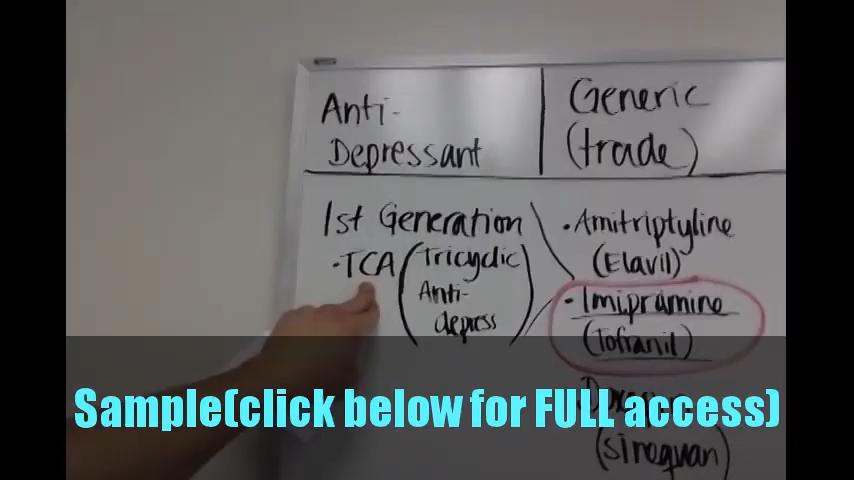 Anti-
Depressant
Generic
(trade)
1st Generation
• TCA (Tricyclic
Anti-
depress)
• Amitriptyline
(Elavil)
• Imipramine
(Tofranil)
(sinequan)
Sample(click below for FULL access)